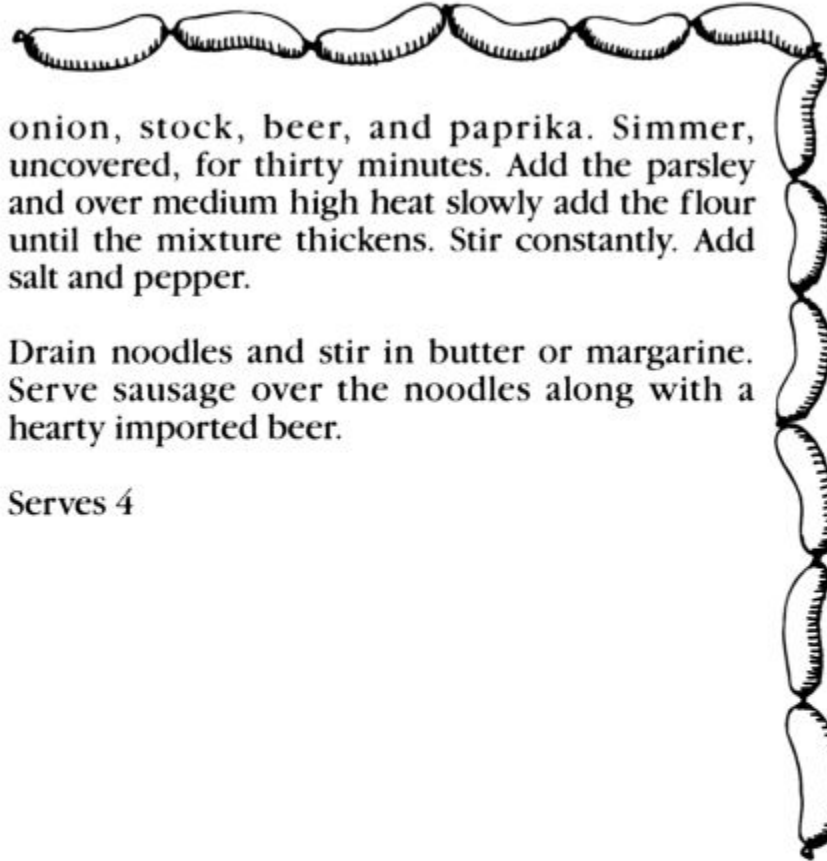 onion, stock, beer, and paprika. Simmer,
uncovered, for thirty minutes. Add the parsley
and over medium high heat slowly add the flour
until the mixture thickens. Stir constantly. Add
salt and pepper.
Drain noodles and stir in butter or margarine.
Serve sausage over the noodles along with a
hearty imported beer.
Serves 4